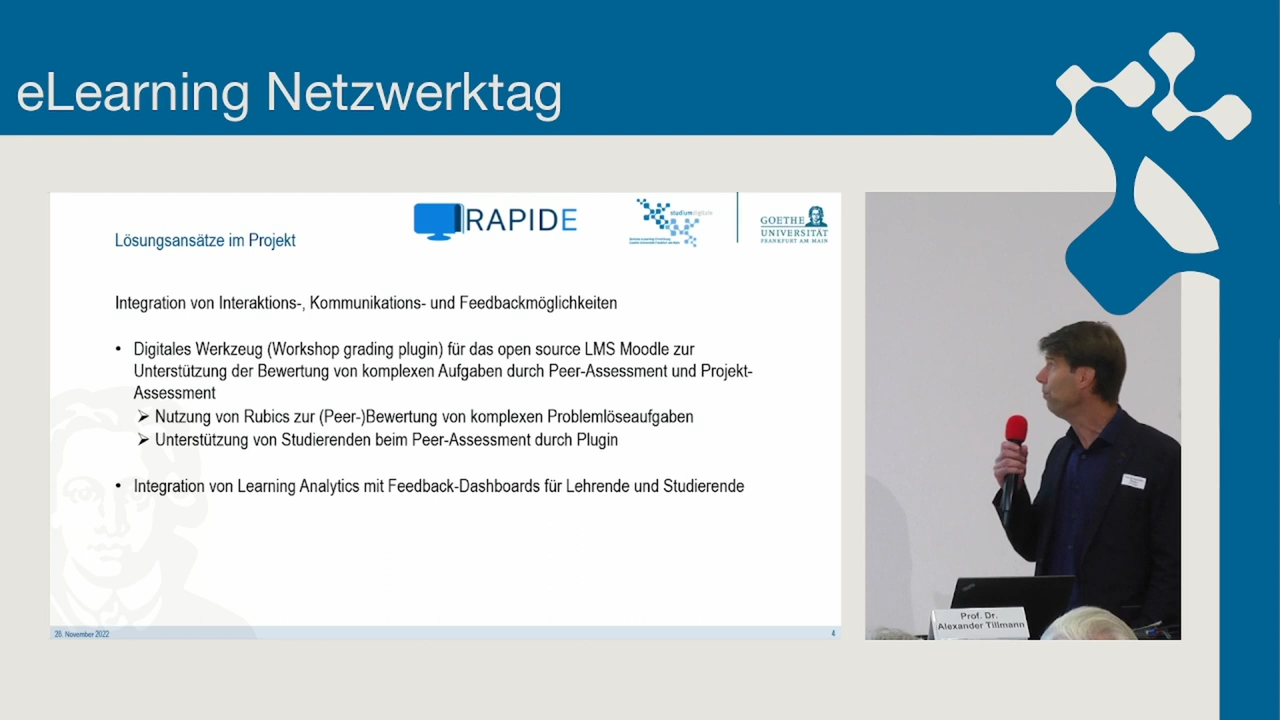 eLearning Netzwerktag
RAPIDE
studiumdigitale
GOETHE
UNIVERSITÄT
FRANKFURT AM MAIN
Lösungsansätze im Projekt
Integration von Interaktions-, Kommunikations- und Feedbackmöglichkeiten
• Digitales Werkzeug (Workshop grading plugin) für das open source LMS Moodle zur
Unterstützung der Bewertung von komplexen Aufgaben durch Peer-Assessment und Projekt-
Assessment
➢ Nutzung von Rubics zur (Peer-)Bewertung von komplexen Problemlöseaufgaben
➢ Unterstützung von Studierenden beim Peer-Assessment durch Plugin
• Integration von Learning Analytics mit Feedback-Dashboards für Lehrende und Studierende
28. November 2022
4
Prof. Dr.
Alexander Tillmann